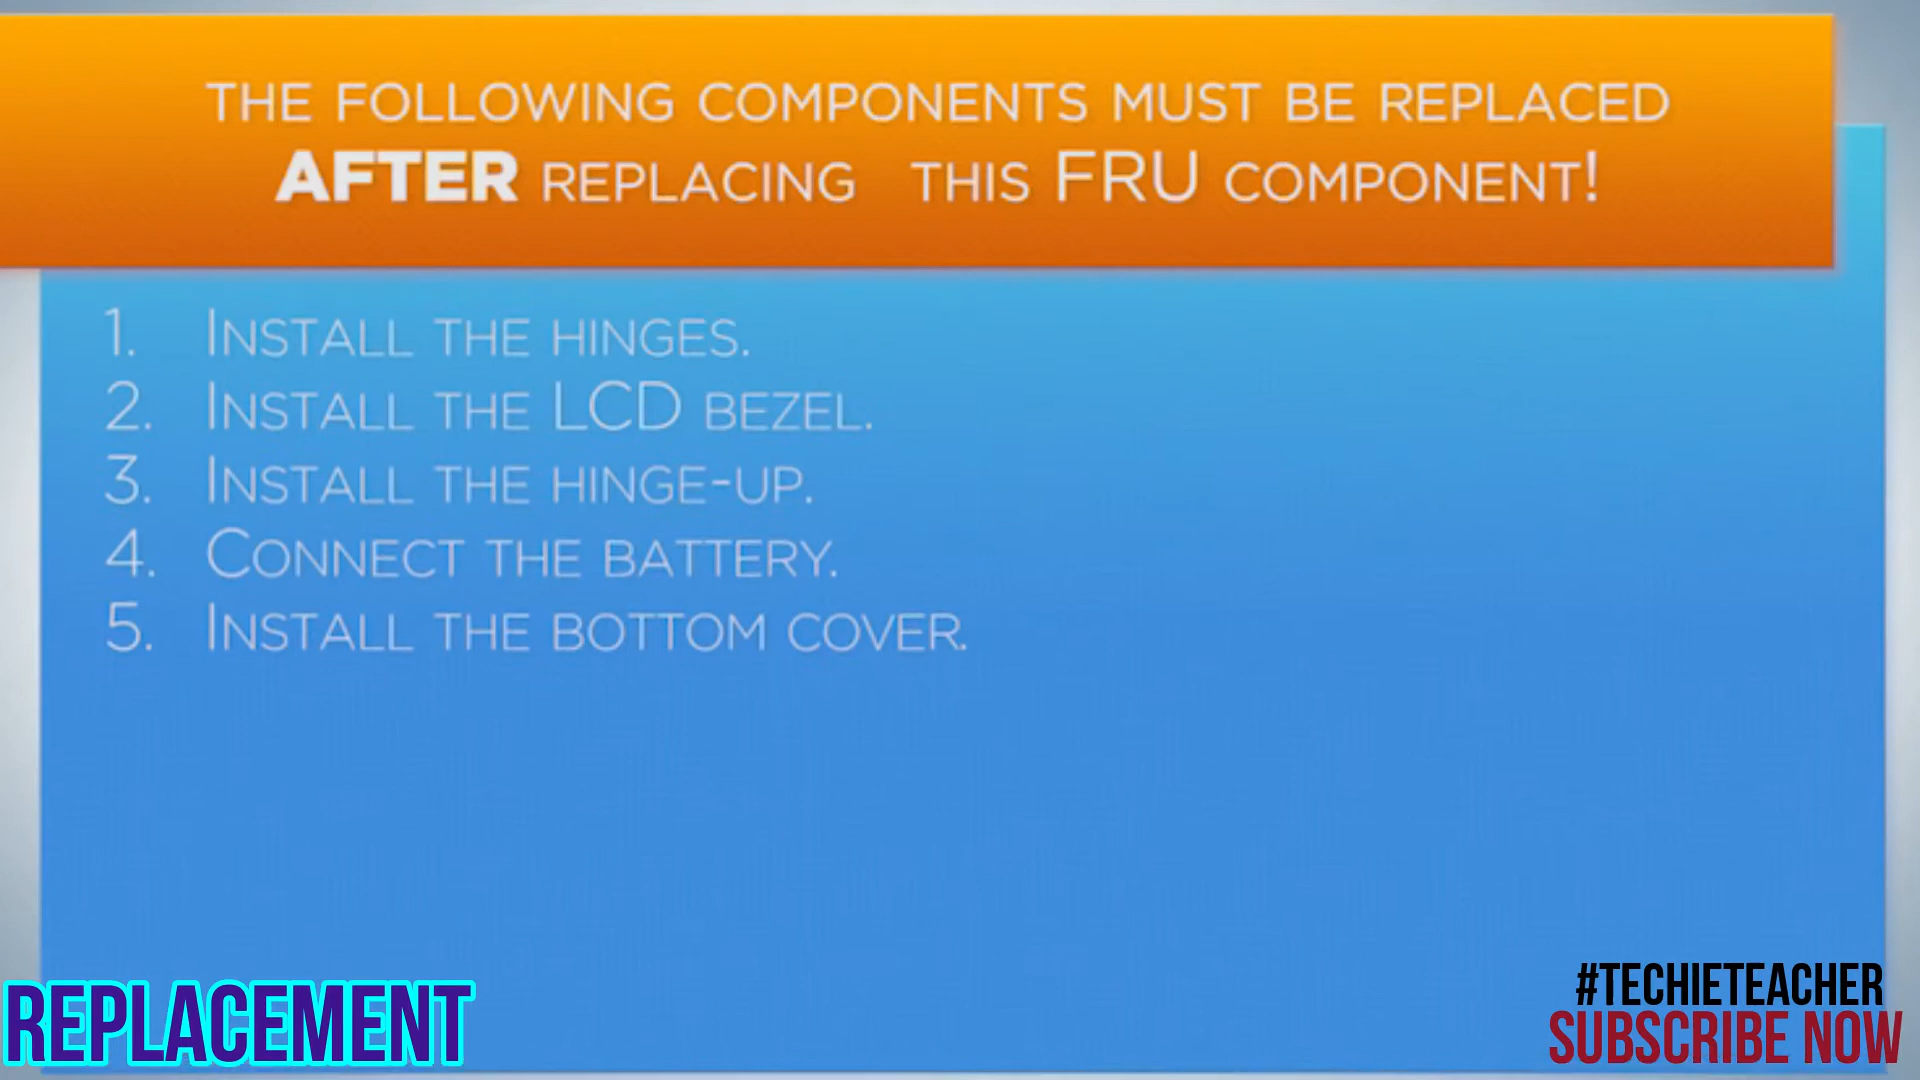 THE FOLLOWING COMPONENTS MUST BE REPLACED
AFTER REPLACING THIS FRU COMPONENT!
1. INSTALL THE HINGES.
2. INSTALL THE LCD BEZEL.
3. INSTALL THE HINGE-UP.
4. CONNECT THE BATTERY.
5. INSTALL THE BOTTOM COVER.
REPLACEMENT
#TECHIETEACHER
SUBSCRIBE NOW